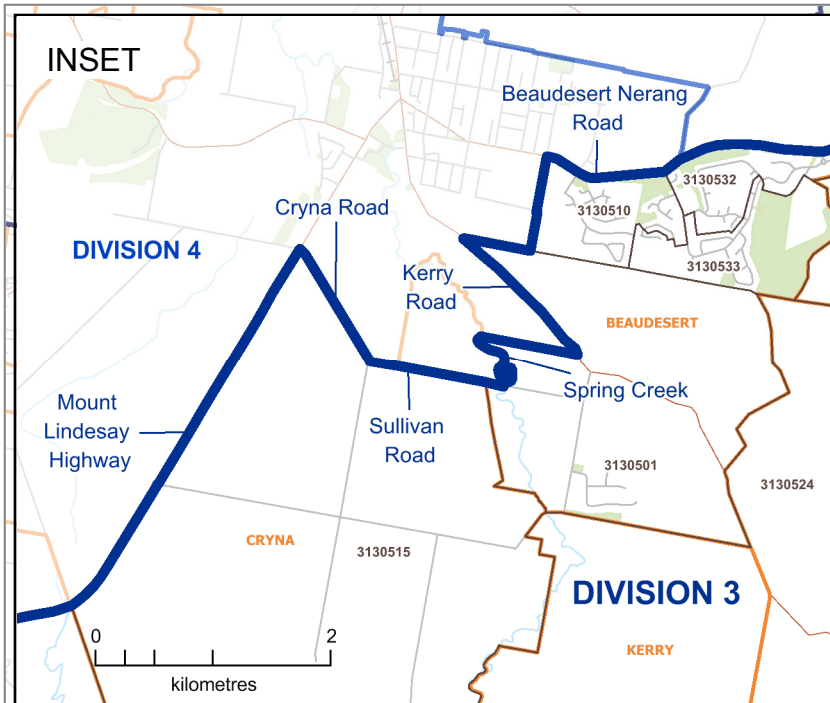 INSET
Beaudesert Nerang
Road
3130532
3130510
Cryna Road
DIVISION 4
3130533
Kerry
Road
BEAUDESERT
Spring Creek
Mount
Lindesay
Highway
Sullivan
Road
3130501
3130524
CRYNA
3130515
DIVISION 3
KERRY
0 2
kilometres